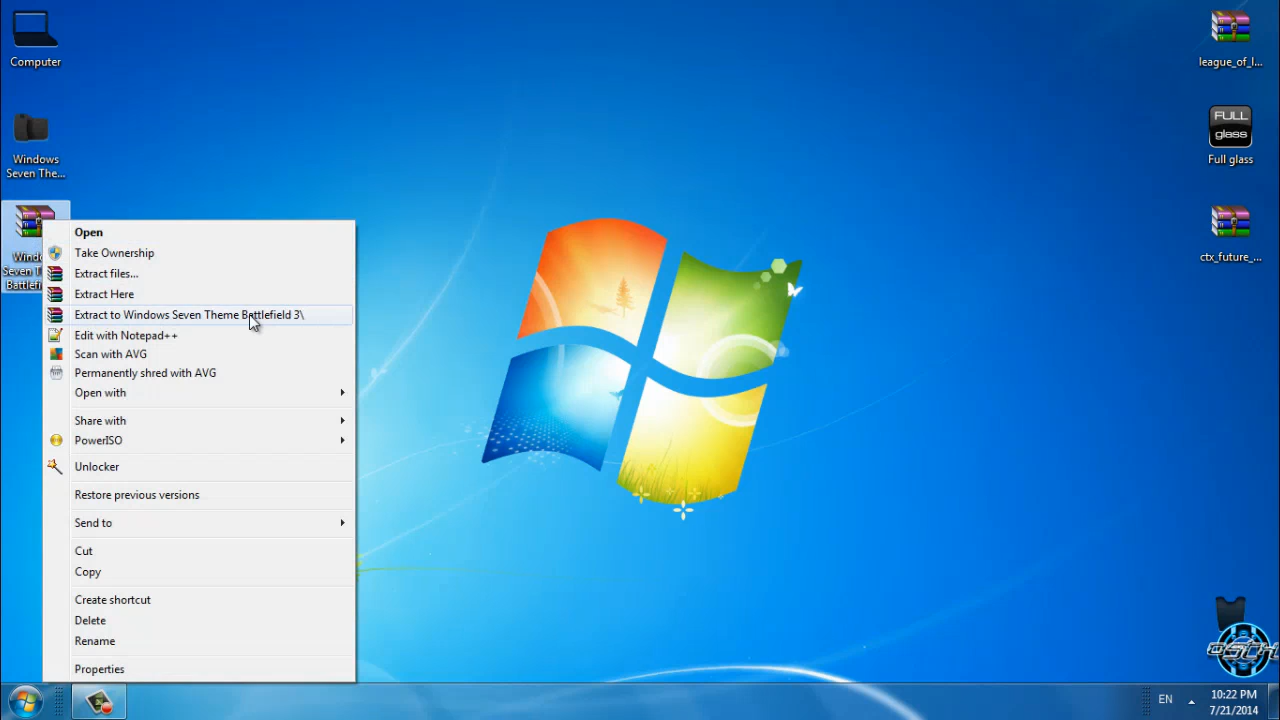 Computer
Windows
Seven The...
Seven
Battlefi
Open
Take Ownership
Extract files...
Extract Here
Extract to Windows Seven Theme Battlefield 3\
Edit with Notepad++
Scan with AVG
Permanently shred with AVG
Open with
Share with
PowerISO
Unlocker
Restore previous versions
Send to
Cut
Copy
Create shortcut
Delete
Rename
Properties
league_of_l...
FULL
glass
Full glass
ctx_future_...
EN
10:22 PM
7/21/2014